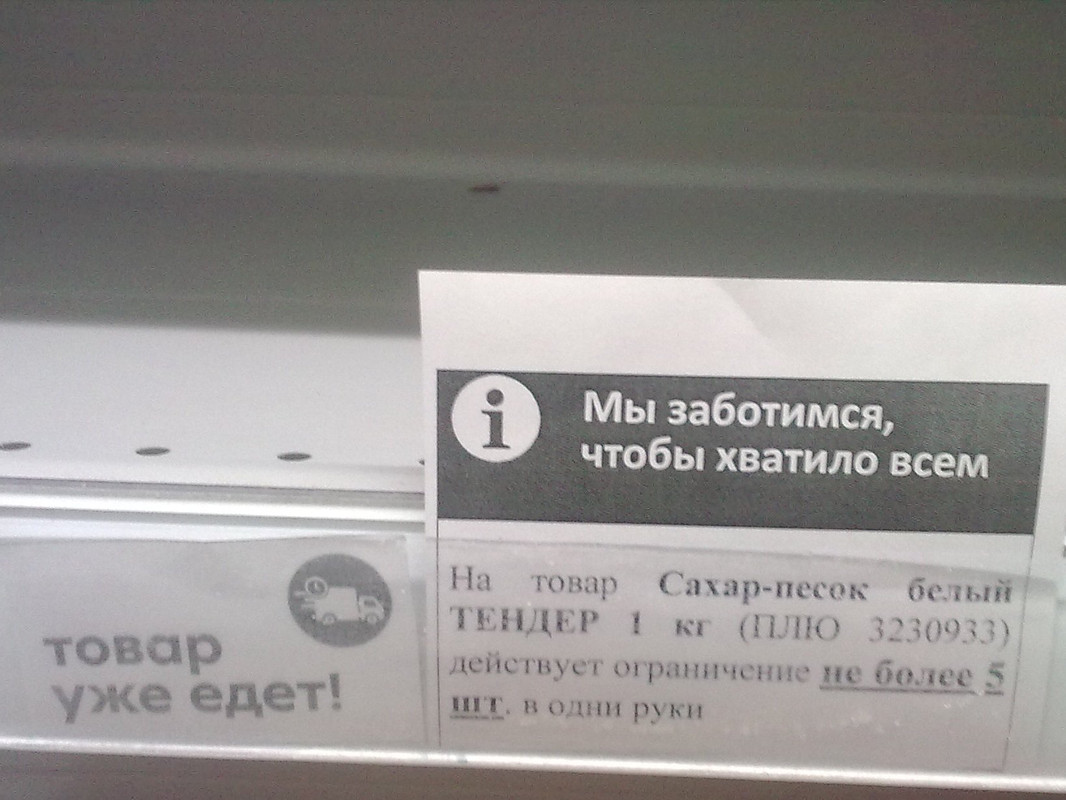 Мы заботимся,
чтобы хватило всем
На товар Сахар-песок белый
ТЕНДЕР 1 кг (ПЛЮ 3230933)
действует ограничение не более 5
шт. в одни руки
товар
уже едет!